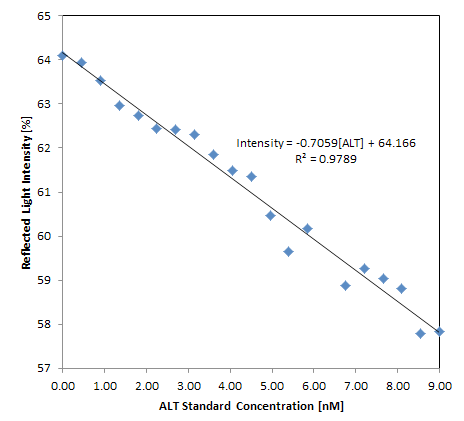 65
64
63
62
61
60
59
58
57
Reflected Light Intensity [%]
Intensity = -0.7059[ALT] + 64.166
R² = 0.9789
0.00 1.00 2.00 3.00 4.00 5.00 6.00 7.00 8.00 9.00
ALT Standard Concentration [nM]